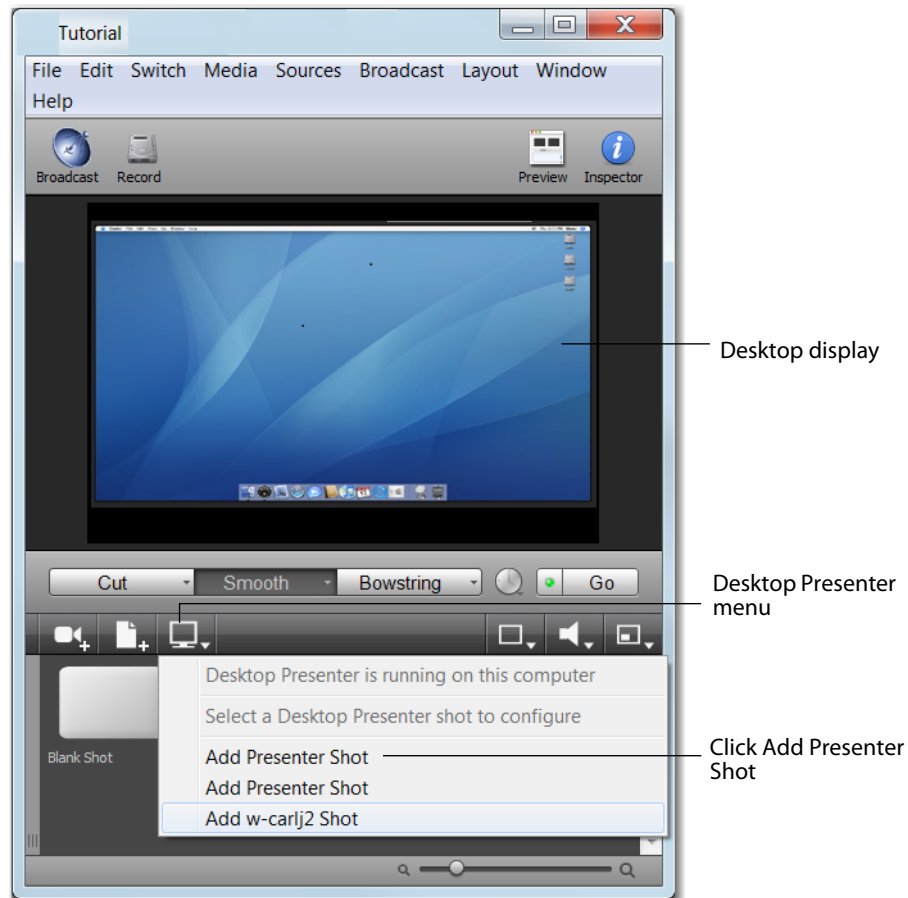 Tutorial
File Edit Switch Media Sources Broadcast Layout Window
Help
Broadcast Record Preview Inspector
Desktop display
Cut Smooth Bowstring Go
Desktop Presenter
menu
Desktop Presenter is running on this computer
Select a Desktop Presenter shot to configure
Blank Shot
Add Presenter Shot
Click Add Presenter
Shot
Add Presenter Shot
Add w-carlj2 Shot